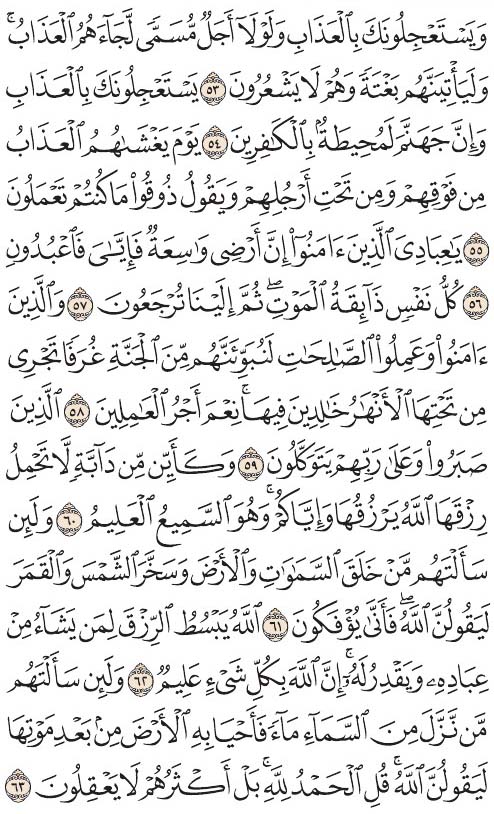 وَيَسْتَعْجِلُونَكَ بِالْعَذَابِ وَلَوْلَا أَجَلٌ مُّسَمًّى لَّجَاءَهُمُ الْعَذَابُ ۚ
وَلَيَأْتِيَنَّهُم بَغْتَةً وَهُمْ لَا يَشْعُرُونَ ٥٣ يَسْتَعْجِلُونَكَ بِالْعَذَابِ
وَإِنَّ جَهَنَّمَ لَمُحِيطَةٌۢ بِالْكَافِرِينَ ٥٤ يَوْمَ يَغْشَىٰهُمُ الْعَذَابُ
مِن فَوْقِهِمْ وَمِن تَحْتِ أَرْجُلِهِمْ وَيَقُولُ ذُوقُوا۟ مَا كُنتُمْ تَعْمَلُونَ
٥٥ يَٰعِبَادِىَ الَّذِينَ ءَامَنُوٓا۟ إِنَّ أَرْضِى وَٰسِعَةٌ فَإِيَّٰىَ فَاعْبُدُونِ
٥٦ كُلُّ نَفْسٍ ذَآئِقَةُ الْمَوْتِ ۖ ثُمَّ إِلَيْنَا تُرْجَعُونَ ٥٧ وَالَّذِينَ
ءَامَنُوا۟ وَعَمِلُوا۟ الصَّٰلِحَٰتِ لَنُبَوِّئَنَّهُم مِّنَ الْجَنَّةِ غُرَفًا تَجْرِى
مِن تَحْتِهَا الْأَنْهَٰرُ خَٰلِدِينَ فِيهَا ۚ نِعْمَ أَجْرُ الْعَٰمِلِينَ ٥٨ الَّذِينَ
صَبَرُوا۟ وَعَلَىٰ رَبِّهِمْ يَتَوَكَّلُونَ ٥٩ وَكَأَيِّن مِّن دَآبَّةٍ لَّا تَحْمِلُ
رِزْقَهَا اللَّهُ يَرْزُقُهَا وَإِيَّاكُمْ ۚ وَهُوَ السَّمِيعُ الْعَلِيمُ ٦٠ وَلَئِن
سَأَلْتَهُم مَّنْ خَلَقَ السَّمَٰوَٰتِ وَالْأَرْضَ وَسَخَّرَ الشَّمْسَ وَالْقَمَرَ
لَيَقُولُنَّ اللَّهُ ۖ فَأَنَّىٰ يُؤْفَكُونَ ٦١ اللَّهُ يَبْسُطُ الرِّزْقَ لِمَن يَشَآءُ مِنْ
عِبَادِهِۦ وَيَقْدِرُ لَهُۥٓ ۚ إِنَّ اللَّهَ بِكُلِّ شَىْءٍ عَلِيمٌ ٦٢ وَلَئِن سَأَلْتَهُم
مَّن نَّزَّلَ مِنَ السَّمَآءِ مَآءً فَأَحْيَا بِهِ الْأَرْضَ مِنۢ بَعْدِ مَوْتِهَا
لَيَقُولُنَّ اللَّهُ ۚ قُلِ الْحَمْدُ لِلَّهِ ۚ بَلْ أَكْثَرُهُمْ لَا يَعْقِلُونَ ٦٣